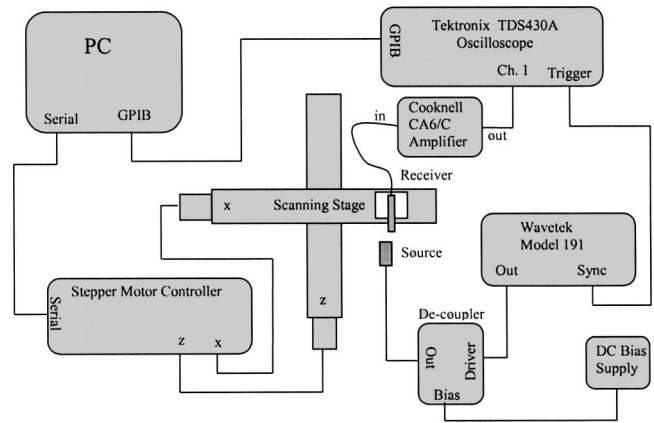 PC
Serial
GPIB
GPIB
Tektronix TDS430A
Oscilloscope
Ch. 1
Trigger
in
Cooknell
CA6/C
Amplifier
out
Receiver
x
Scanning Stage
z
Source
Wavetek
Model 191
Out
Sync
Stepper Motor Controller
Serial
z
x
De-coupler
Out
Driver
Bias
DC Bias
Supply